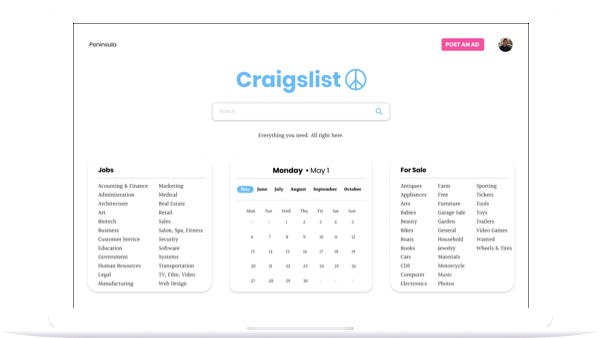 Peninsula
POST AN AD
Craigslist
Search
Everything you need. All right here.
Jobs
Acounting & Finance Marketing
Administration Medical
Architecture Real Estate
Art Retail
Biotech Sales
Business Salon, Spa, Fitness
Customer Service Security
Education Software
Government Systems
Human Resources Transportation
Legal TV, Film, Video
Manufacturing Web Design
Monday • May 1
May June July August September October
Mon Tue Wed Thu Fri Sat Sun
1 2 3 4 5
6 7 8 9 10 11 12
13 14 15 16 17 18 19
20 21 22 23 24 25 26
27 28 29 30
For Sale
Antiques Farm Sporting
Appliances Free Tickens
Arts Furniture Tools
Babies Garage Sale Toys
Beauty Garden Trailers
Bikes General Video Games
Boats Household Wanted
Books Jewelry Wheels & Tires
Cars Materials
CDS Motorcycle
Computer Music
Electronics Photos